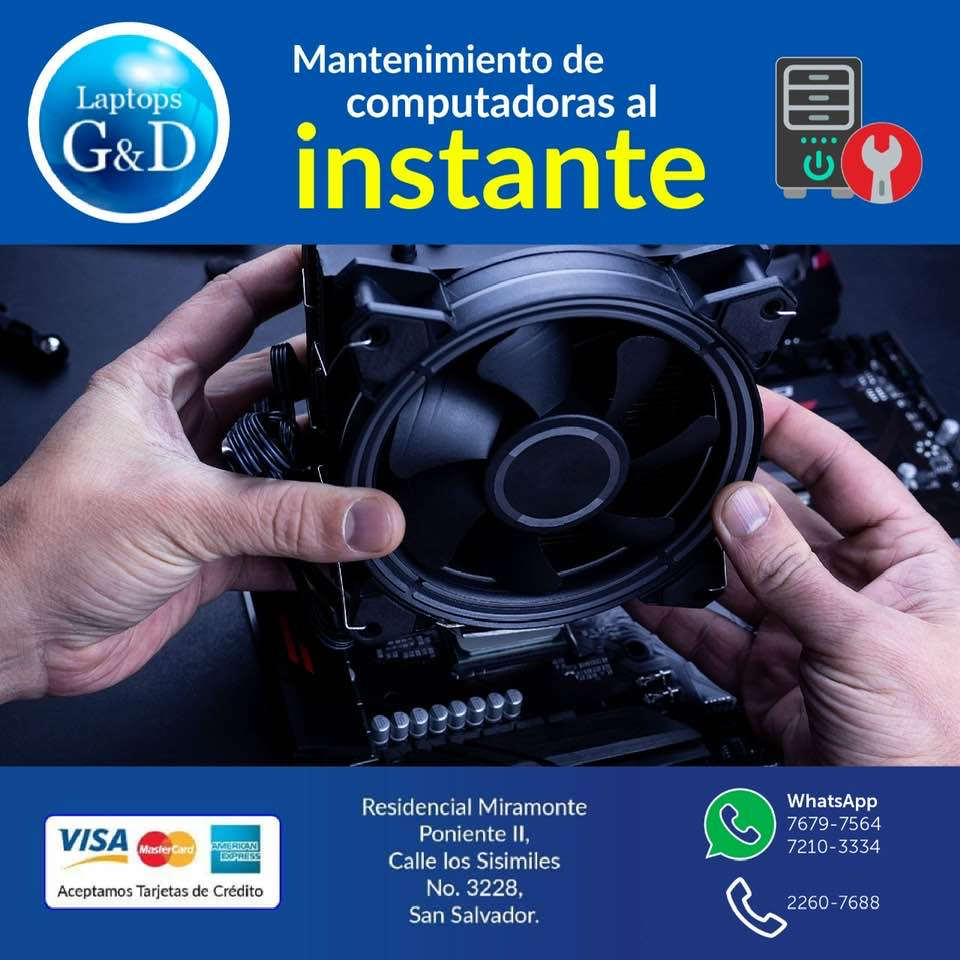 Laptops
G&D
Mantenimiento de
computadoras al
instante
VISA
MasterCard
AMERICAN
EXPRESS
Aceptamos Tarjetas de Crédito
Residencial Miramonte
Poniente II,
Calle los Sisimiles
No. 3228,
San Salvador.
WhatsApp
7679-7564
7210-3334
2260-7688